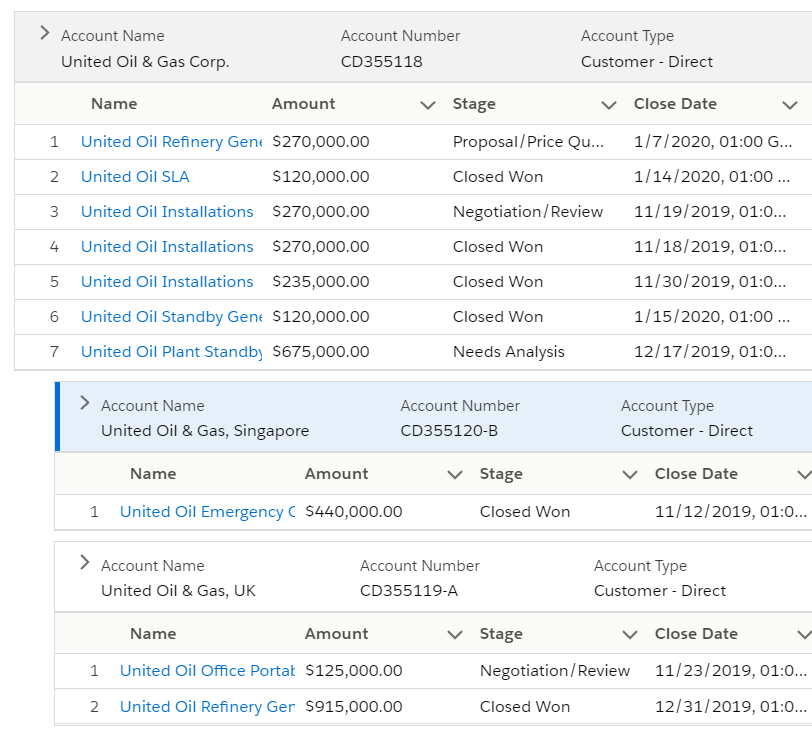 Account Name Account Number Account Type
United Oil & Gas Corp. CD355118 Customer - Direct
Name Amount Stage Close Date
1 United Oil Refinery Gene $270,000.00 Proposal/Price Qu... 1/7/2020, 01:00 G...
2 United Oil SLA $120,000.00 Closed Won 1/14/2020, 01:00 ...
3 United Oil Installations $270,000.00 Negotiation/Review 11/19/2019, 01:0...
4 United Oil Installations $270,000.00 Closed Won 11/18/2019, 01:0...
5 United Oil Installations $235,000.00 Closed Won 11/30/2019, 01:0...
6 United Oil Standby Gene $120,000.00 Closed Won 1/15/2020, 01:00 ...
7 United Oil Plant Standby $675,000.00 Needs Analysis 12/17/2019, 01:0...
Account Name Account Number Account Type
United Oil & Gas, Singapore CD355120-B Customer - Direct
Name Amount Stage Close Date
1 United Oil Emergency G $440,000.00 Closed Won 11/12/2019, 01:0...
Account Name Account Number Account Type
United Oil & Gas, UK CD355119-A Customer - Direct
Name Amount Stage Close Date
1 United Oil Office Portab $125,000.00 Negotiation/Review 11/23/2019, 01:0...
2 United Oil Refinery Gen $915,000.00 Closed Won 12/31/2019, 01:0...